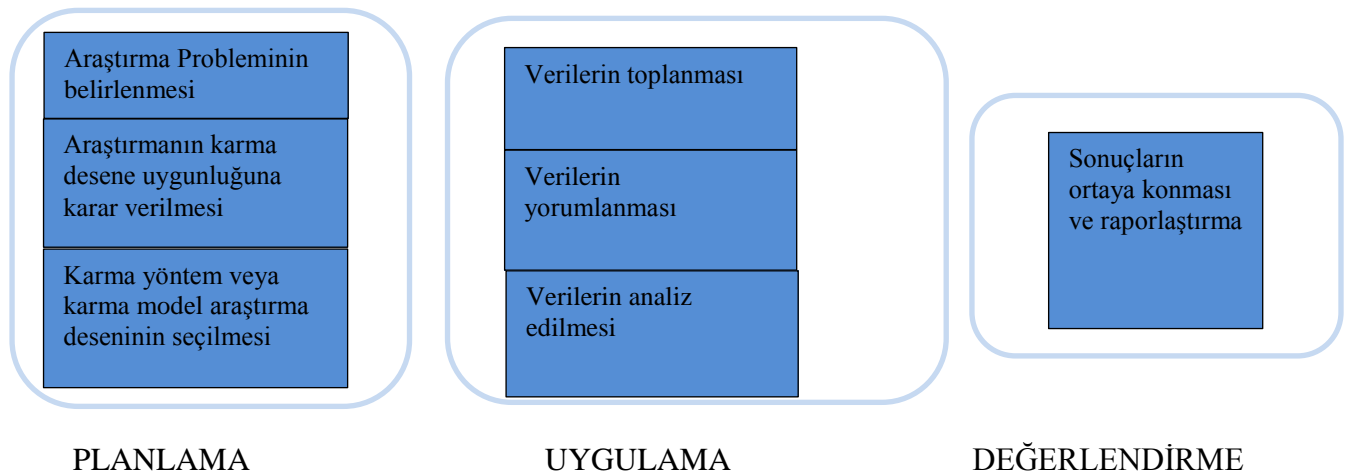 Araştırma Probleminin
belirlenmesi
Araştırmanın karma
desene uygunluğuna
karar verilmesi
Karma yöntem veya
karma model araştırma
deseninin seçilmesi
Verilerin toplanması
Verilerin
yorumlanması
Verilerin analiz
edilmesi
Sonuçların
ortaya konması
ve raporlaştırma
PLANLAMA
UYGULAMA
DEĞERLENDİRME